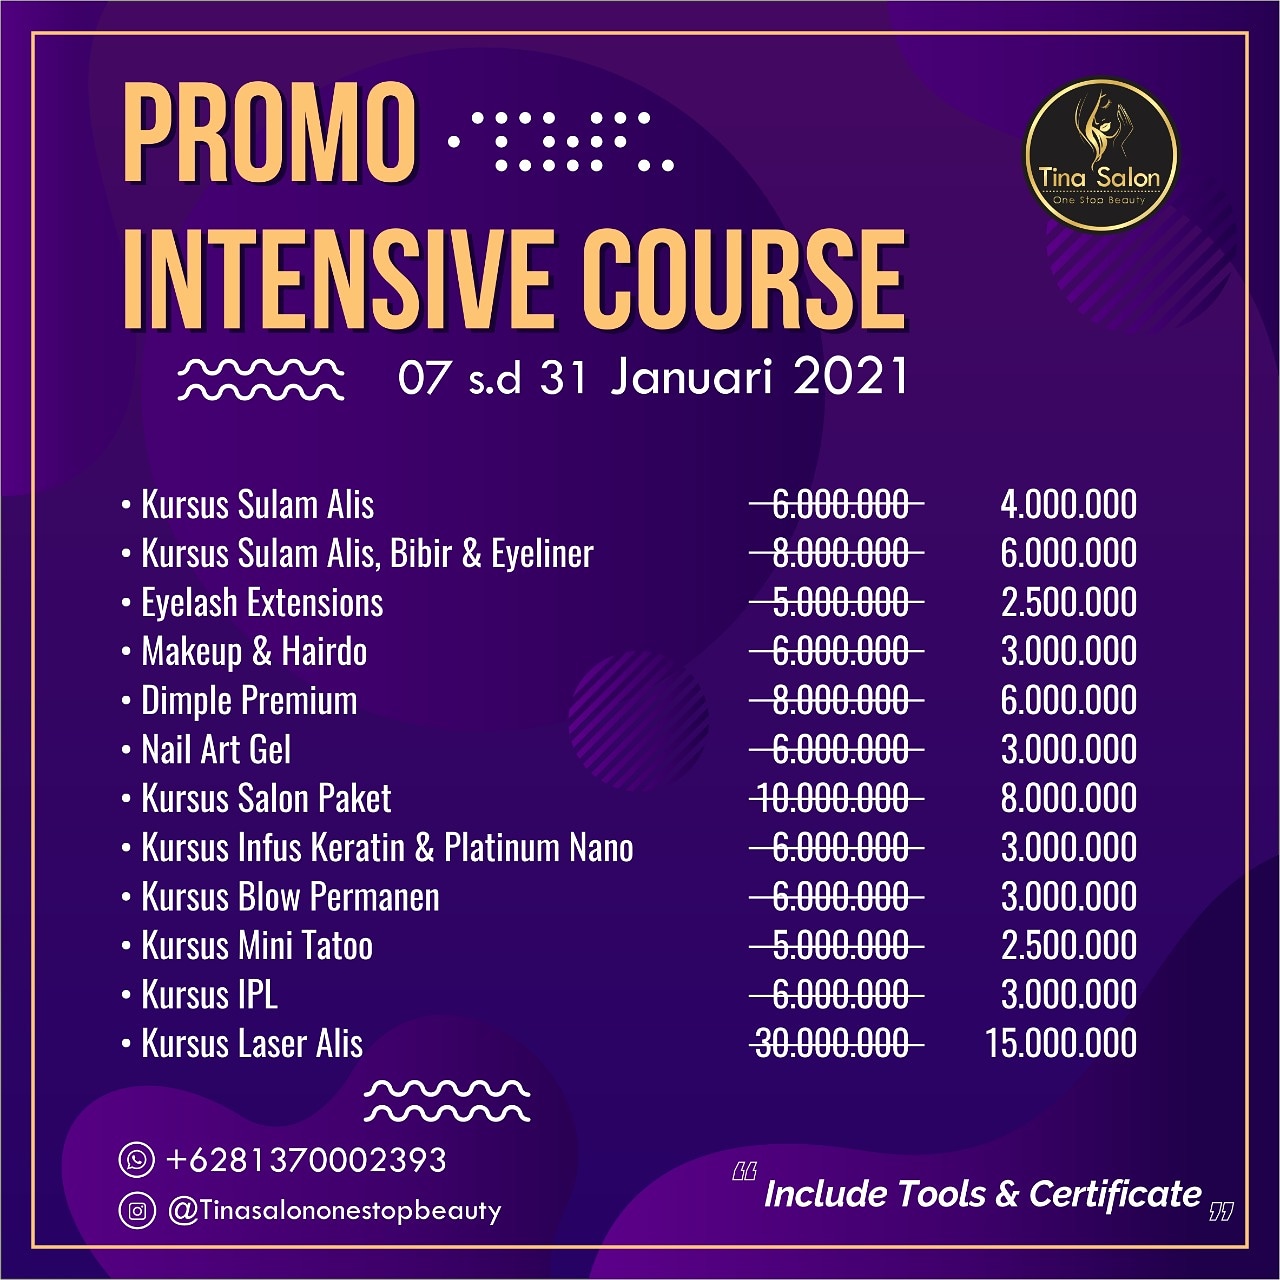 PROMO
Tina Salon
One Stop Beauty
INTENSIVE COURSE
07 s.d 31 Januari 2021
• Kursus Sulam Alis 6.000.000 4.000.000
• Kursus Sulam Alis, Bibir & Eyeliner 8.000.000 6.000.000
• Eyelash Extensions 5.000.000 2.500.000
• Makeup & Hairdo 6.000.000 3.000.000
• Dimple Premium 8.000.000 6.000.000
• Nail Art Gel 6.000.000 3.000.000
• Kursus Salon Paket 10.000.000 8.000.000
• Kursus Infus Keratin & Platinum Nano 6.000.000 3.000.000
• Kursus Blow Permanen 6.000.000 3.000.000
• Kursus Mini Tatoo 5.000.000 2.500.000
• Kursus IPL 6.000.000 3.000.000
• Kursus Laser Alis 30.000.000 15.000.000
+6281370002393
@Tinasalononestopbeauty
“Include Tools & Certificate”